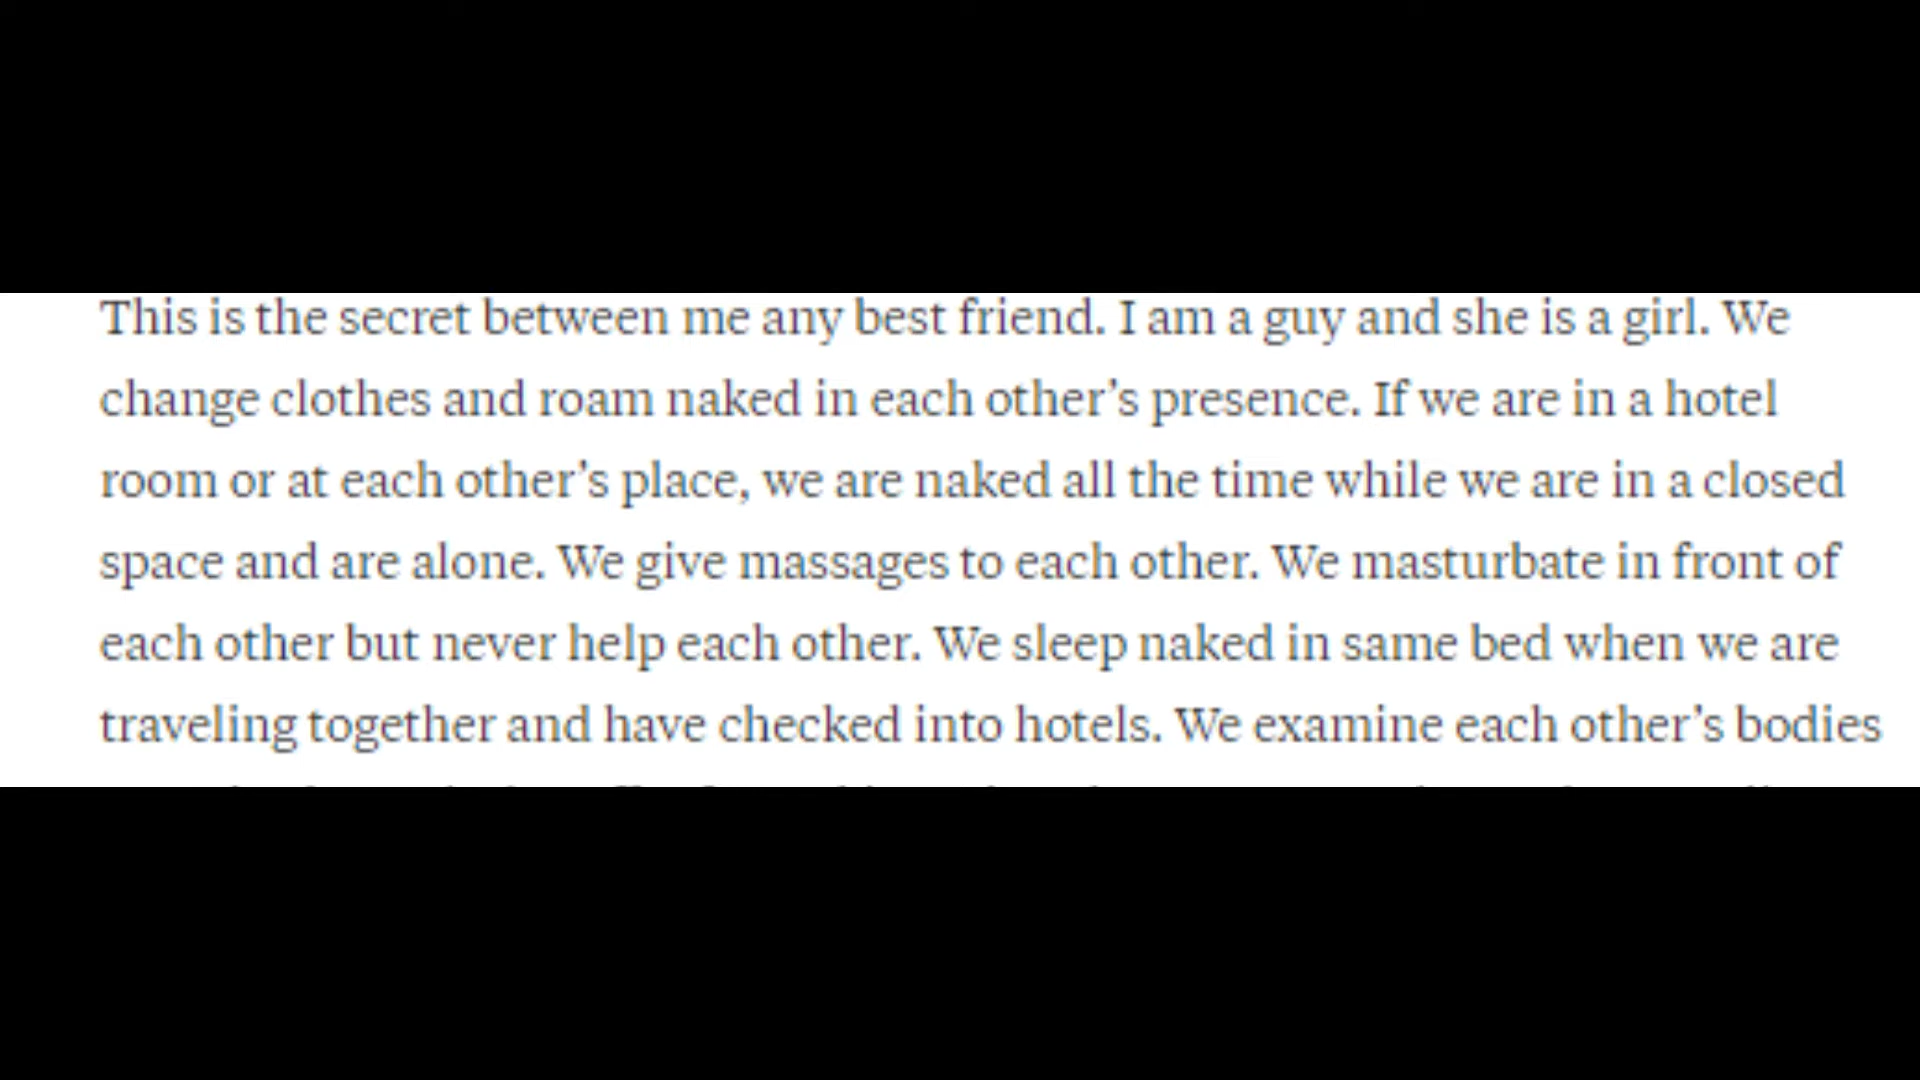 This is the secret between me any best friend. I am a guy and she is a girl. We
change clothes and roam naked in each other’s presence. If we are in a hotel
room or at each other’s place, we are naked all the time while we are in a closed
space and are alone. We give massages to each other. We masturbate in front of
each other but never help each other. We sleep naked in same bed when we are
traveling together and have checked into hotels. We examine each other’s bodies